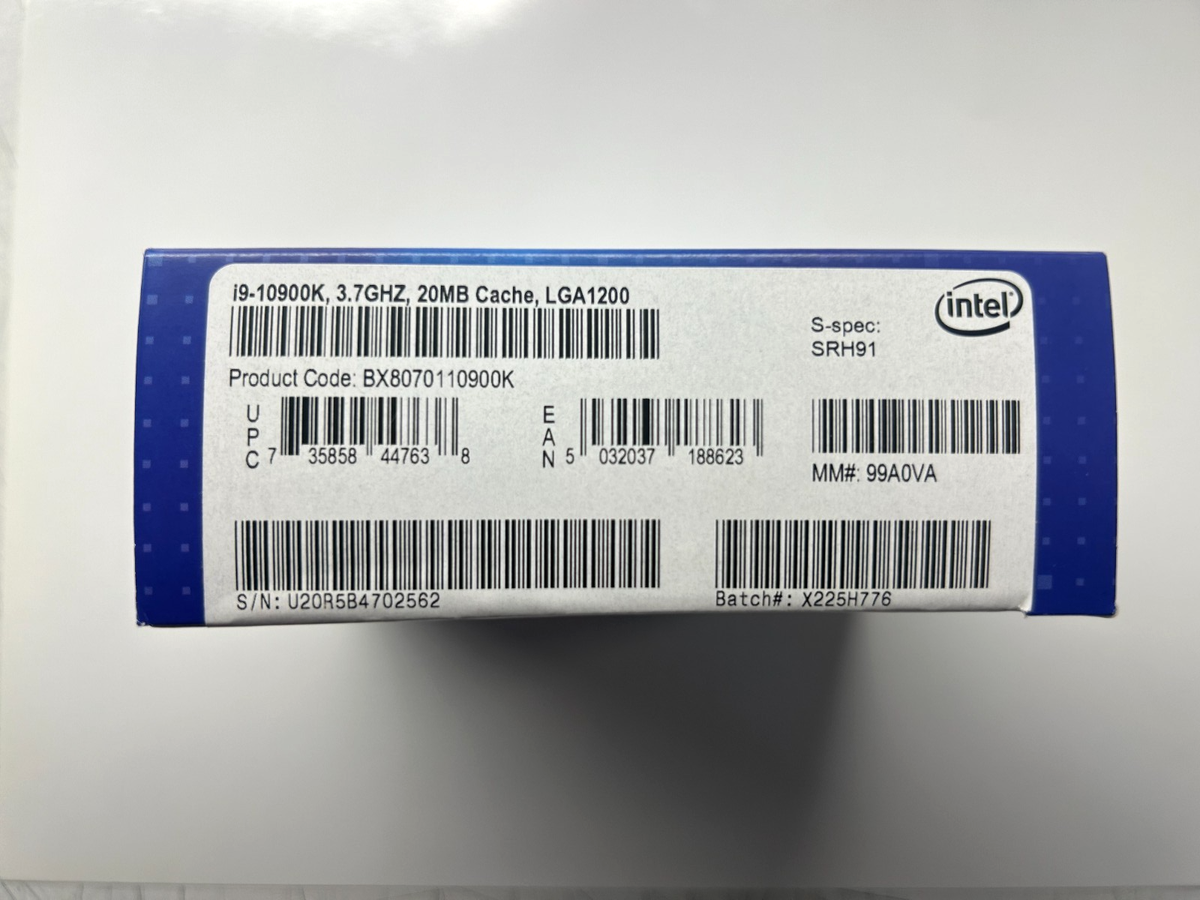 i9-10900K, 3.7GHZ, 20MB Cache, LGA1200
intel
S-spec:
SRH91
Product Code: BX8070110900K
UPC 7 35858 44763 8
EAN 5 032037 188623
MM#: 99A0VA
S/N: U20R5B4702562
Batch#: X225H776